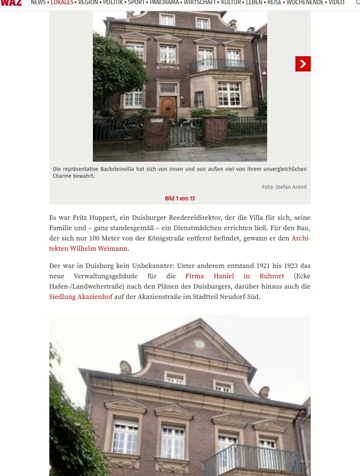 WAZ NEWS • LOKALES • REGION • POLITIK • SPORT • PANORAMA • WIRTSCHAFT • KULTUR • LEBEN • REISE • WOCHENENDE • VIDEO
Die repräsentative Backsteinvilla hat sich von innen und von außen viel von ihrem unvergleichlichen
Charme bewahrt.
Foto: Stefan Arend
Bild 1 von 13
Es war Fritz Huppert, ein Duisburger Reedereidirektor, der die Villa für sich, seine
Familie und – ganz standesgemäß – ein Dienstmädchen errichten ließ. Für den Bau,
der sich nur 100 Meter von der Königstraße entfernt befindet, gewann er den Archi-
tekten Wilhelm Weimann.
Der war in Duisburg kein Unbekannter: Unter anderem entstand 1921 bis 1923 das
neue Verwaltungsgebäude für die Firma Haniel in Ruhrort (Ecke
Hafen-/Landwehrstraße) nach den Plänen des Duisburgers, darüber hinaus auch die
Siedlung Akazienhof auf der Akazienstraße im Stadtteil Neudorf-Süd.